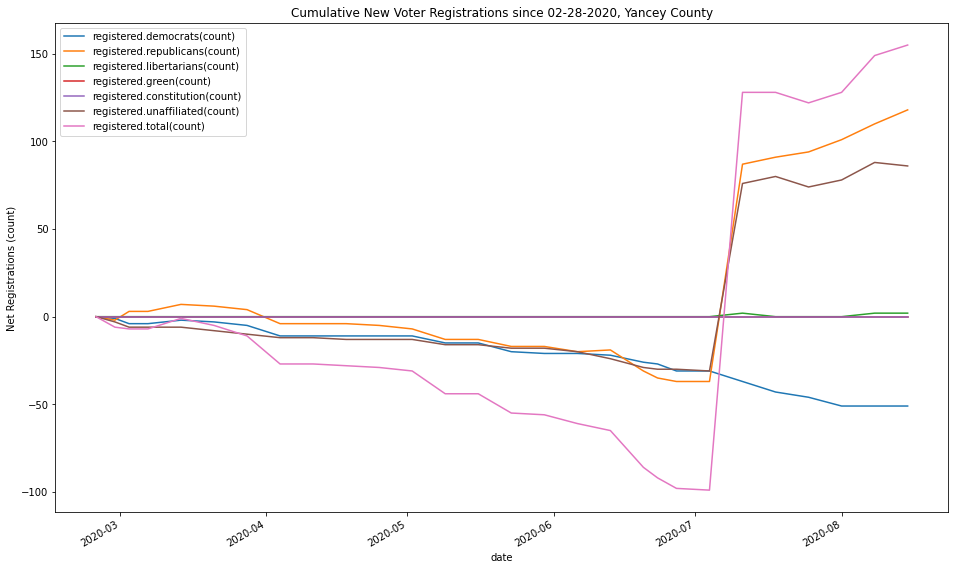 Cumulative New Voter Registrations since 02-28-2020, Yancey County
registered.democrats(count)
registered.republicans(count)
registered.libertarians(count)
registered.green(count)
registered.constitution(count)
registered.unaffiliated(count)
registered.total(count)
Net Registrations (count)
150
100
50
0
−50
−100
2020-03
2020-04
2020-05
2020-06
2020-07
2020-08
date